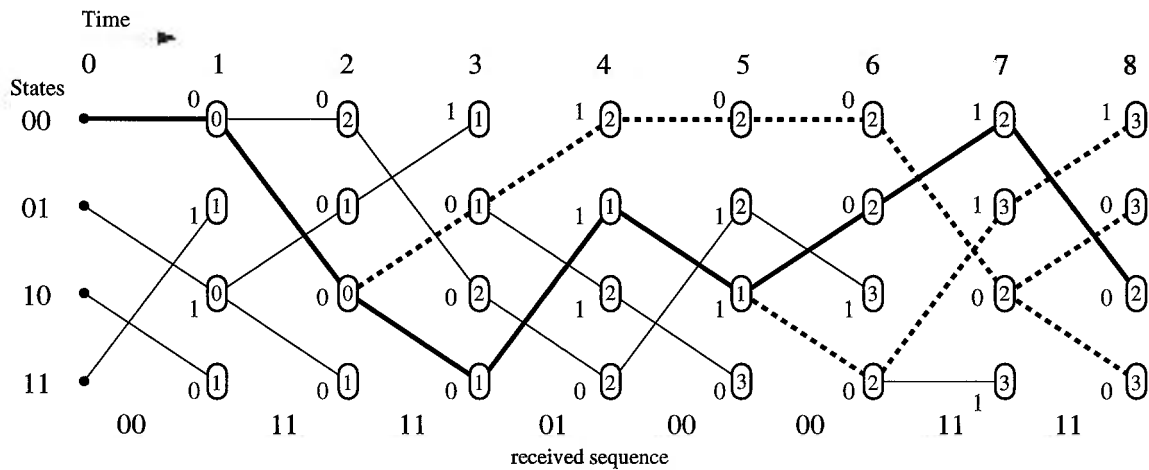 Time
0 1 2 3 4 5 6 7 8
States
00 0 0 0 2 1 1 1 2 0 2 0 2 1 2 1 3
01 1 1 0 1 0 1 1 1 1 2 0 2 1 3 0 3
10 1 0 0 0 0 2 1 2 1 1 1 3 0 2 0 2
11 0 1 0 1 0 1 0 2 0 3 0 2 1 3 0 3
00 11 11 01 00 00 11 11
received sequence